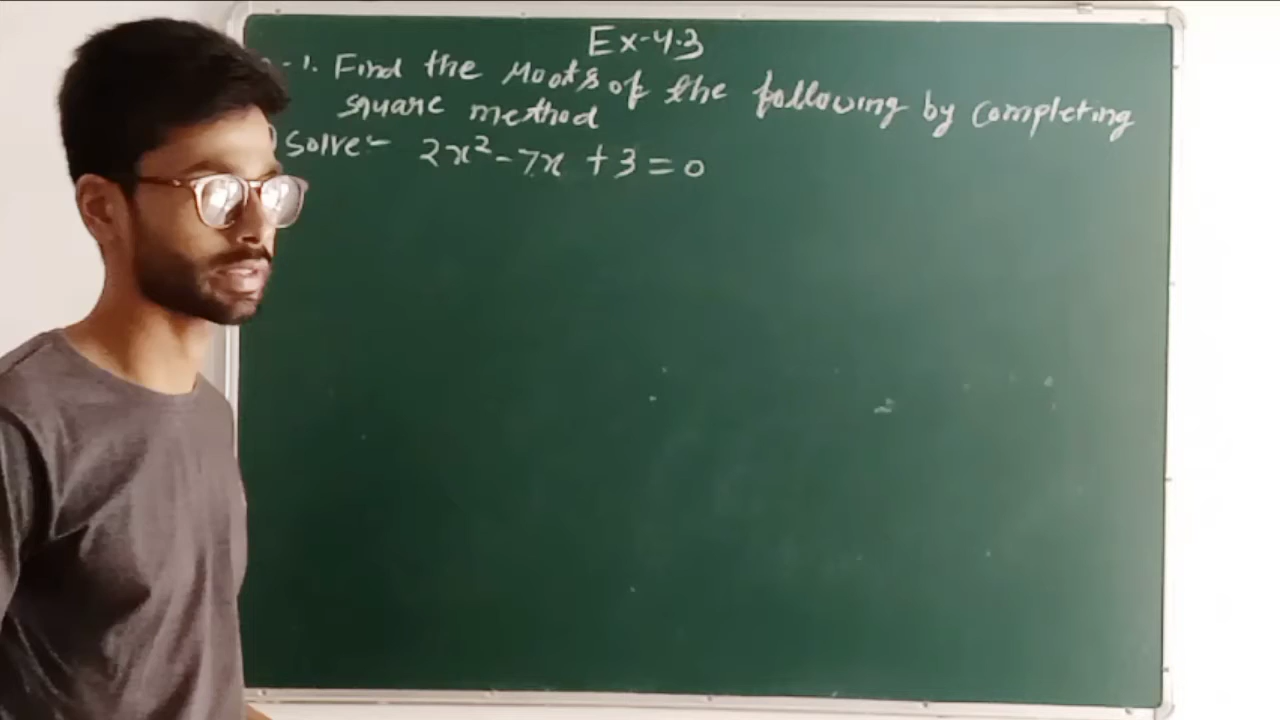 Ex-4.3
-1. Find the roots of the following by completing
square method
) Solve:- 2x²-7x +3=0